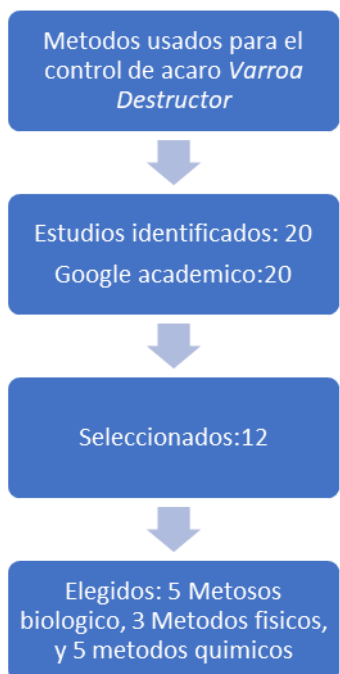 Metodos usados para el
control de acaro Varroa
Destructor
Estudios identificados: 20
Google academico:20
Seleccionados:12
Elegidos: 5 Metosos
biologico, 3 Metodos fisicos,
y 5 metodos quimicos